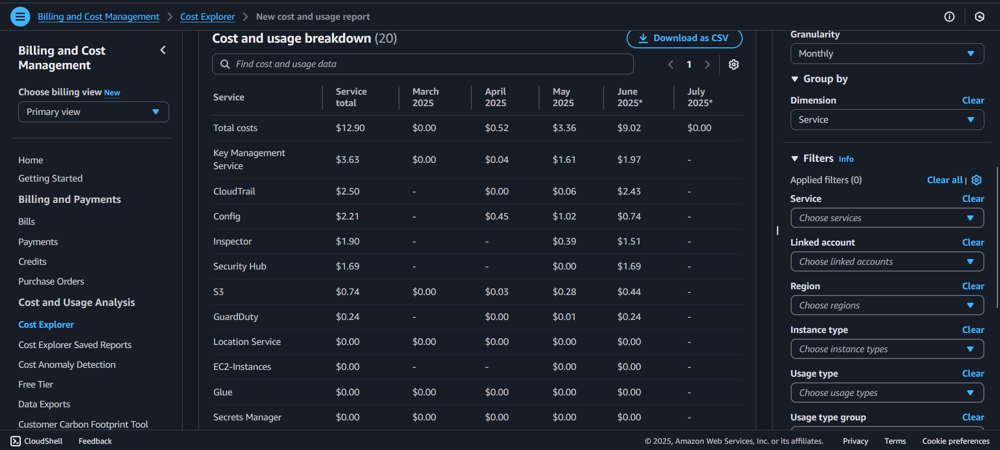 Billing and Cost Management > Cost Explorer > New cost and usage report
Billing and Cost
Management
Choose billing view New
Primary view
Home
Getting Started
Billing and Payments
Bills
Payments
Credits
Purchase Orders
Cost and Usage Analysis
Cost Explorer
Cost Explorer Saved Reports
Cost Anomaly Detection
Free Tier
Data Exports
Customer Carbon Footprint Tool
Cost and usage breakdown (20)
Download as CSV
Find cost and usage data
1
Service Service total March 2025 April 2025 May 2025 June 2025* July 2025*
Total costs $12.90 $0.00 $0.52 $3.36 $9.02 $0.00
Key Management Service $3.63 $0.00 $0.04 $1.61 $1.97 -
CloudTrail $2.50 - $0.00 $0.06 $2.43 -
Config $2.21 - $0.45 $1.02 $0.74 -
Inspector $1.90 - - $0.39 $1.51 -
Security Hub $1.69 - - $0.00 $1.69 -
S3 $0.74 $0.00 $0.03 $0.28 $0.44 -
GuardDuty $0.24 - $0.00 $0.01 $0.24 -
Location Service $0.00 $0.00 $0.00 $0.00 $0.00 -
EC2-Instances $0.00 - - $0.00 $0.00 -
Glue $0.00 $0.00 $0.00 $0.00 $0.00 -
Secrets Manager $0.00 $0.00 $0.00 $0.00 $0.00 -
Granularity
Monthly
Group by
Dimension Clear
Service
Filters Info
Applied filters (0) Clear all |
Service Clear
Choose services
Linked account Clear
Choose linked accounts
Region Clear
Choose regions
Instance type Clear
Choose instance types
Usage type Clear
Choose usage types
Usage type group Clear
CloudShell Feedback © 2025, Amazon Web Services, Inc. or its affiliates. Privacy Terms Cookie preferences